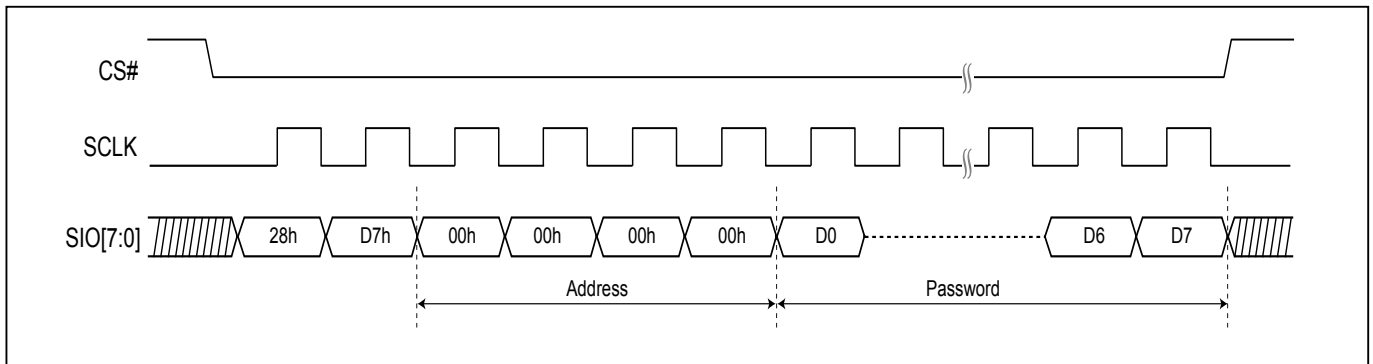 CS#
SCLK
SIO[7:0] 28h D7h 00h 00h 00h 00h D0 D6 D7
Address Password